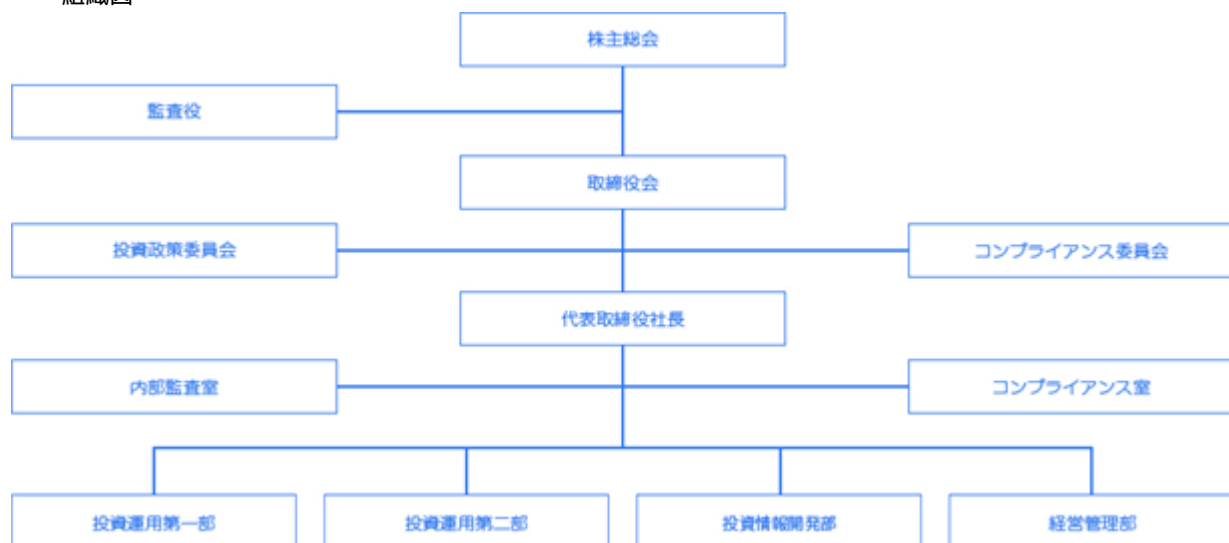 組織図
株主総会
監査役
取締役会
投資政策委員会
コンプライアンス委員会
代表取締役社長
内部監査室
コンプライアンス室
投資運用第一部
投資運用第二部
投資情報開発部
経営管理部